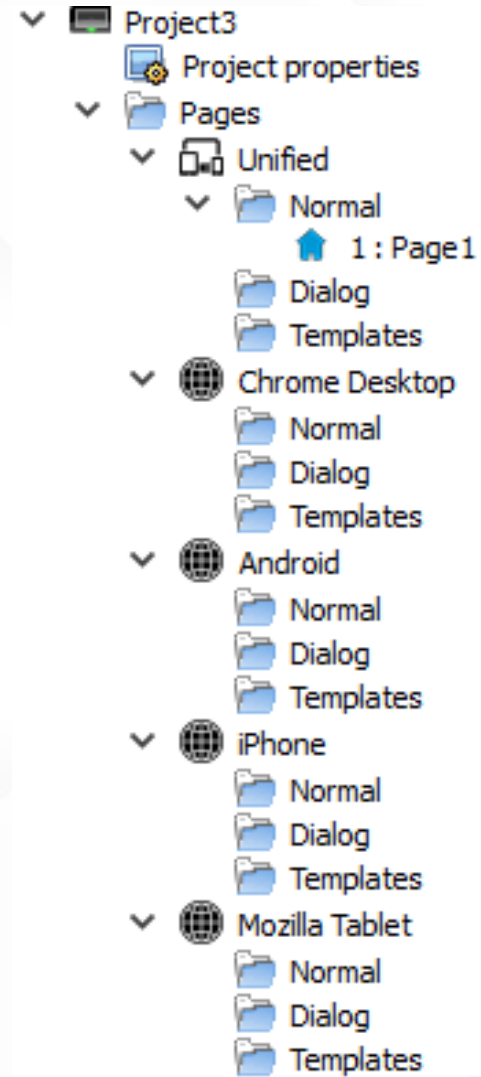 Project3
Project properties
Pages
Unified
Normal
1 : Page1
Dialog
Templates
Chrome Desktop
Normal
Dialog
Templates
Android
Normal
Dialog
Templates
iPhone
Normal
Dialog
Templates
Mozilla Tablet
Normal
Dialog
Templates